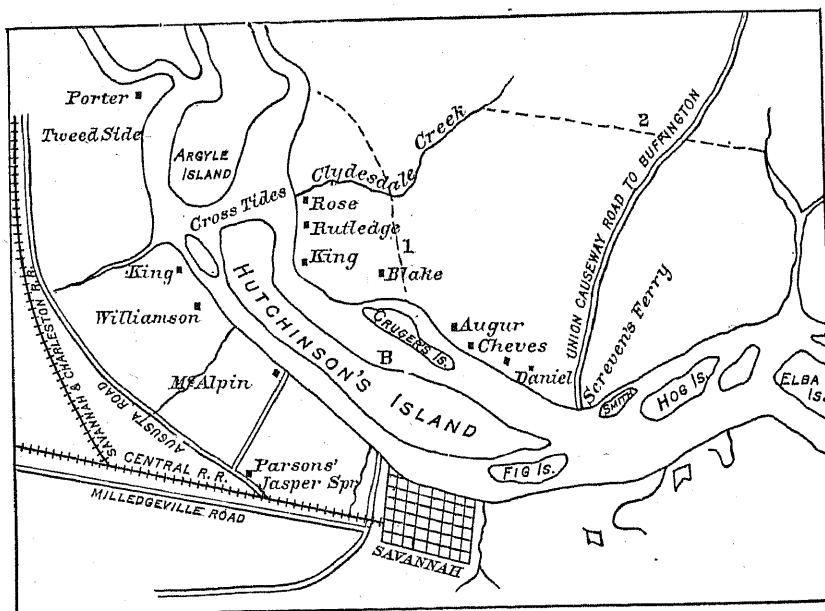 Porter
Tweed Side
ARGYLE
ISLAND
Cross Tides
Clydesdale Creek
2
UNION CAUSEWAY ROAD TO BUFFINGTON
Rose
Rutledge
King
1
Blake
King
Williamson
HUTCHINSON'S ISLAND
CRUGER'S IS.
B
Augur
Cheves
Daniel
Screven's Ferry
SMITH
HOG IS.
ELBA
IS.
McAlpin
SAVANNAH & CHARLESTON R.R.
AUGUSTA ROAD
CENTRAL R.R.
Parsons'
Jasper Spr.
FIG IS.
MILLEDGEVILLE ROAD
SAVANNAH